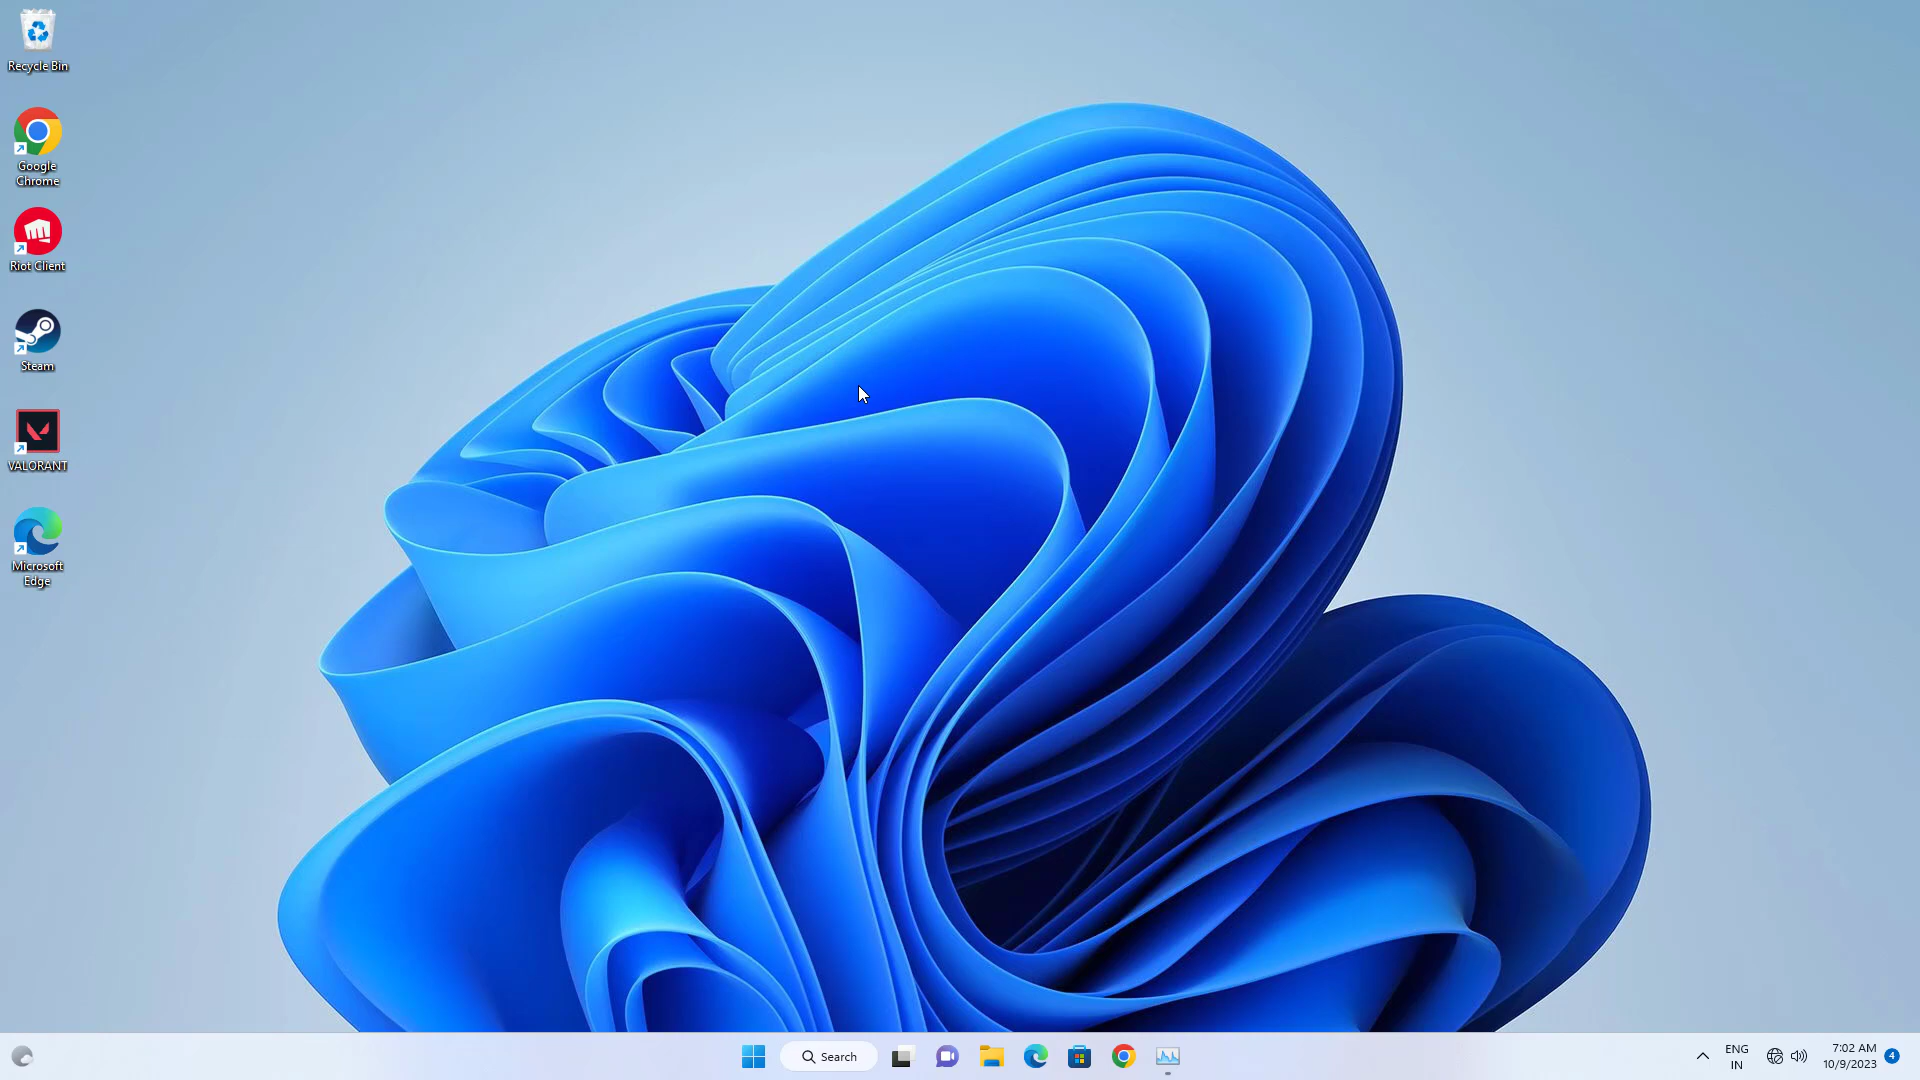 Recycle Bin
Google
Chrome
Riot Client
Steam
VALORANT
Microsoft
Edge
Search
ENG
IN
7:02 AM
10/9/2023
4